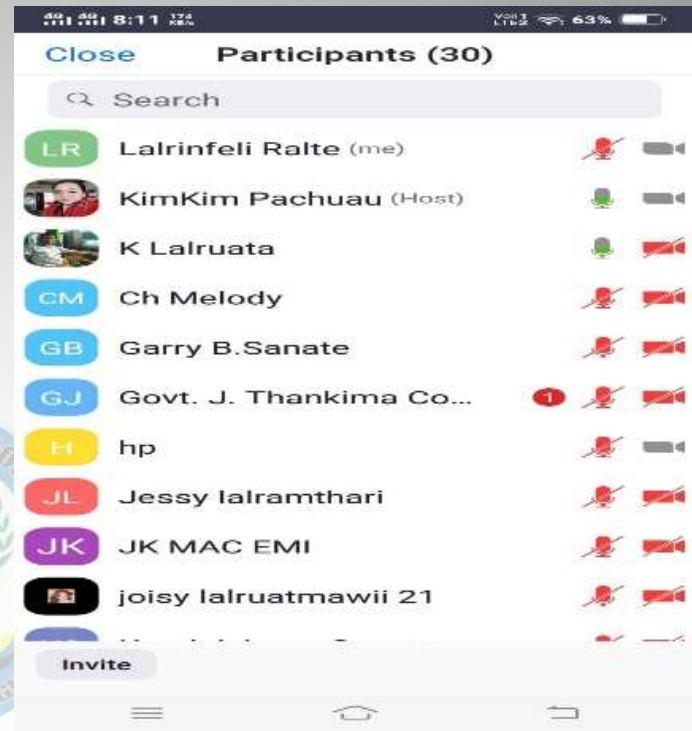 8:11
63%
Close Participants (30)
Search
LR Lalrinfeli Ralte (me)
KimKim Pachuau (Host)
K Lalruata
CM Ch Melody
GB Garry B.Sanate
GJ Govt. J. Thankima Co... 1
H hp
JL Jessy lalramthari
JK JK MAC EMI
joisy lalruatmawii 21
Invite